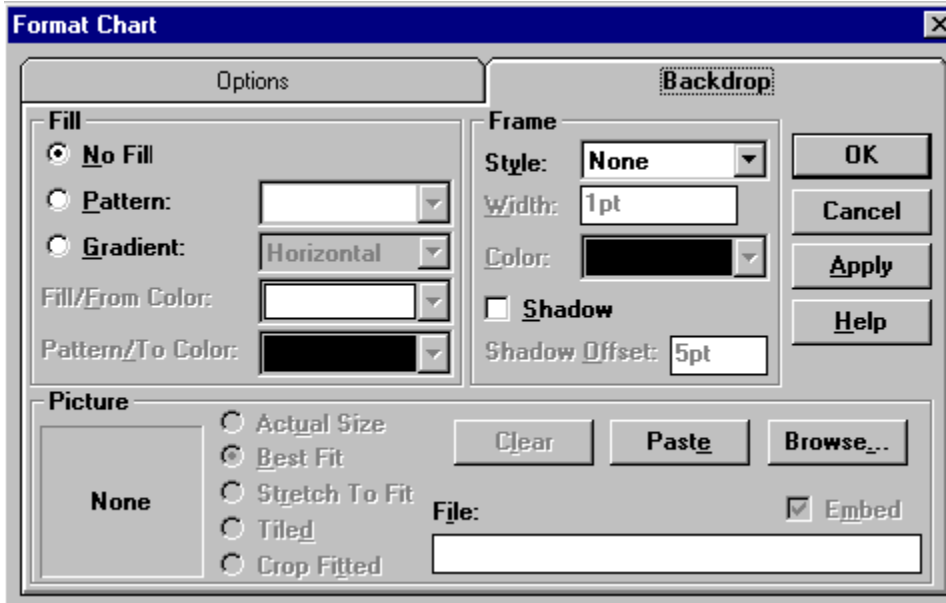 Format Chart
Options
Backdrop
Fill
No Fill
Pattern:
Gradient: Horizontal
Fill/From Color:
Pattern/To Color:
Frame
Style: None
Width: 1pt
Color:
Shadow
Shadow Offset: 5pt
OK
Cancel
Apply
Help
Picture
None
Actual Size
Best Fit
Stretch To Fit
Tiled
Crop Fitted
Clear
Paste
Browse...
File:
Embed